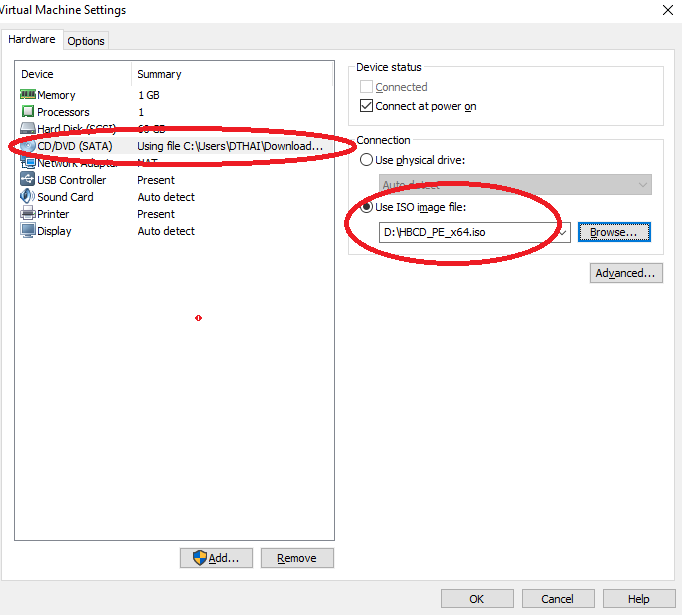 Virtual Machine Settings
Hardware Options
Device Summary
Memory 1 GB
Processors 1
Hard Disk (SCSI) 60 GB
CD/DVD (SATA) Using file C:\Users\DTHAI\Download...
Network Adapter NAT
USB Controller Present
Sound Card Auto detect
Printer Present
Display Auto detect
Add... Remove
Device status
Connected
Connect at power on
Connection
Use physical drive:
Auto detect
Use ISO image file:
D:\HBCD_PE_x64.iso Browse...
Advanced...
OK Cancel Help